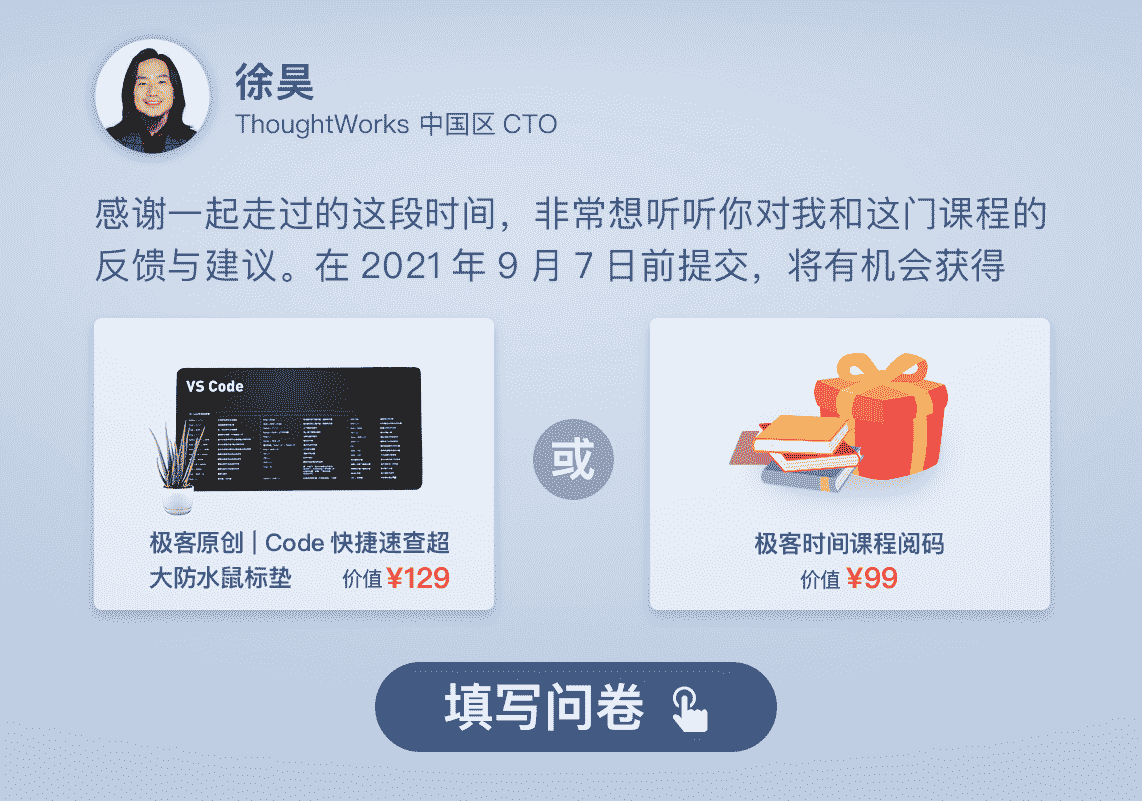 徐昊
ThoughtWorks 中国区 CTO
感谢一起走过的这段时间，非常想听听你对我和这门课程的
反馈与建议。在 2021 年 9 月 7 日前提交，将有机会获得
VS Code
或
极客原创 | Code 快捷速查超
大防水鼠标垫 价值 ¥129
极客时间课程阅码
价值 ¥99
填写问卷